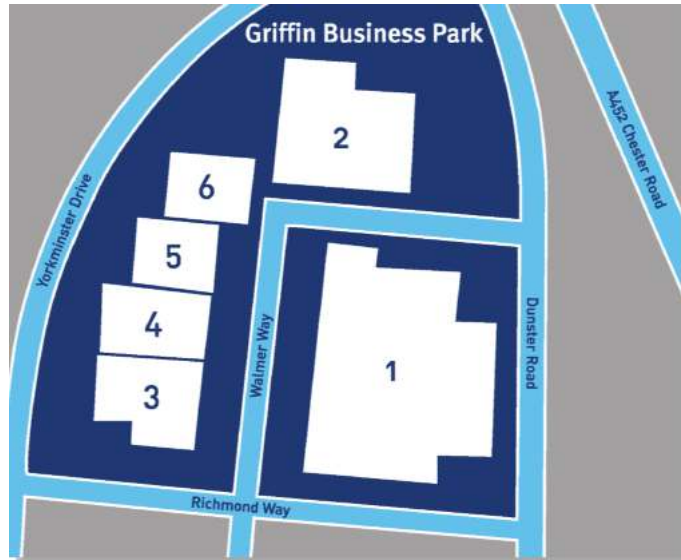 Griffin Business Park
A452 Chester Road
2
6
Yorkminster Drive
5
4
Walmer Way
Dunster Road
1
3
Richmond Way